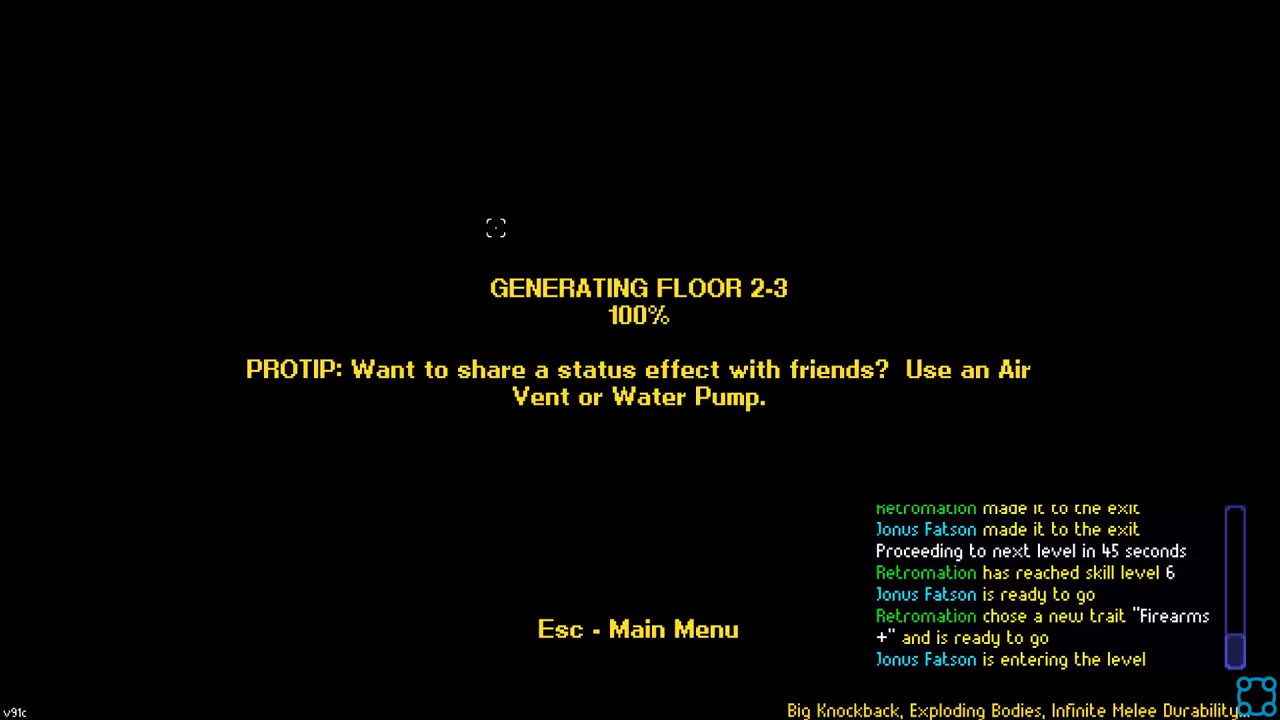 GENERATING FLOOR 2-3
100%
PROTIP: Want to share a status effect with friends? Use an Air
Vent or Water Pump.
Retromation made it to the exit
Jonus Fatson made it to the exit
Proceeding to next level in 45 seconds
Retromation has reached skill level 6
Jonus Fatson is ready to go
Retromation chose a new trait "Firearms
+" and is ready to go
Jonus Fatson is entering the level
Esc - Main Menu
v91c
Big Knockback, Exploding Bodies, Infinite Melee Durability...